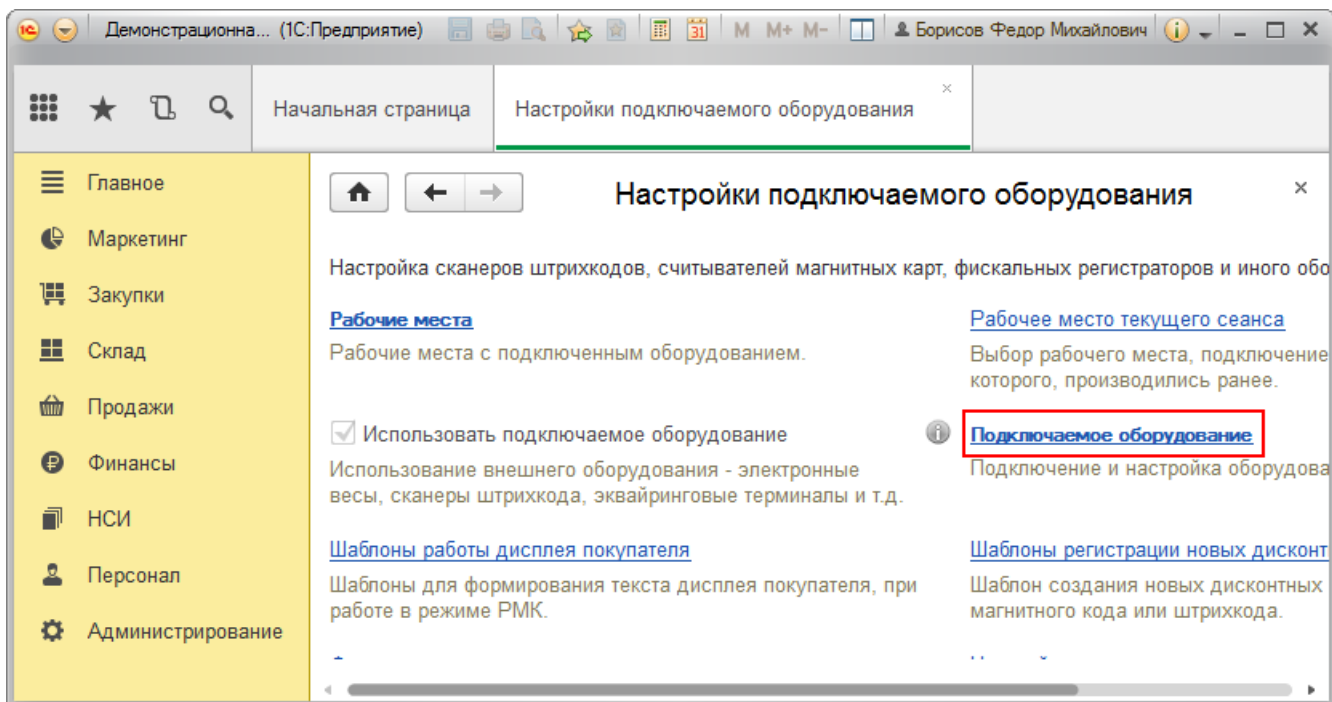 Демонстрационна... (1С:Предприятие) M M+ M- Борисов Федор Михайлович
Начальная страница
Настройки подключаемого оборудования
Главное
Маркетинг
Закупки
Склад
Продажи
Финансы
НСИ
Персонал
Администрирование
Настройки подключаемого оборудования
Настройка сканеров штрихкодов, считывателей магнитных карт, фискальных регистраторов и иного обо
Рабочие места
Рабочие места с подключенным оборудованием.
Рабочее место текущего сеанса
Выбор рабочего места, подключение
которого, производились ранее.
Использовать подключаемое оборудование
Использование внешнего оборудования - электронные
весы, сканеры штрихкода, эквайринговые терминалы и т.д.
Подключаемое оборудование
Подключение и настройка оборудова
Шаблоны работы дисплея покупателя
Шаблоны для формирования текста дисплея покупателя, при
работе в режиме РМК.
Шаблоны регистрации новых дисконт
Шаблон создания новых дисконтных
магнитного кода или штрихкода.